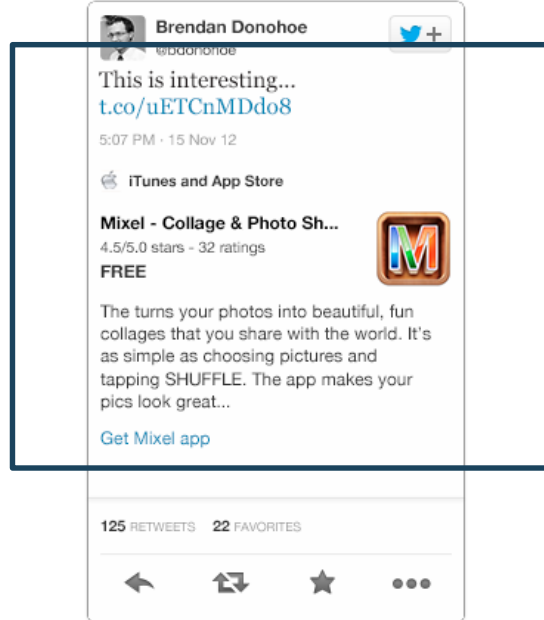 Brendan Donohoe
@bdonohoe
This is interesting...
t.co/uETCnMDdo8
5:07 PM · 15 Nov 12
iTunes and App Store
Mixel - Collage & Photo Sh...
4.5/5.0 stars - 32 ratings
FREE
M
The turns your photos into beautiful, fun
collages that you share with the world. It's
as simple as choosing pictures and
tapping SHUFFLE. The app makes your
pics look great...
Get Mixel app
125 RETWEETS 22 FAVORITES